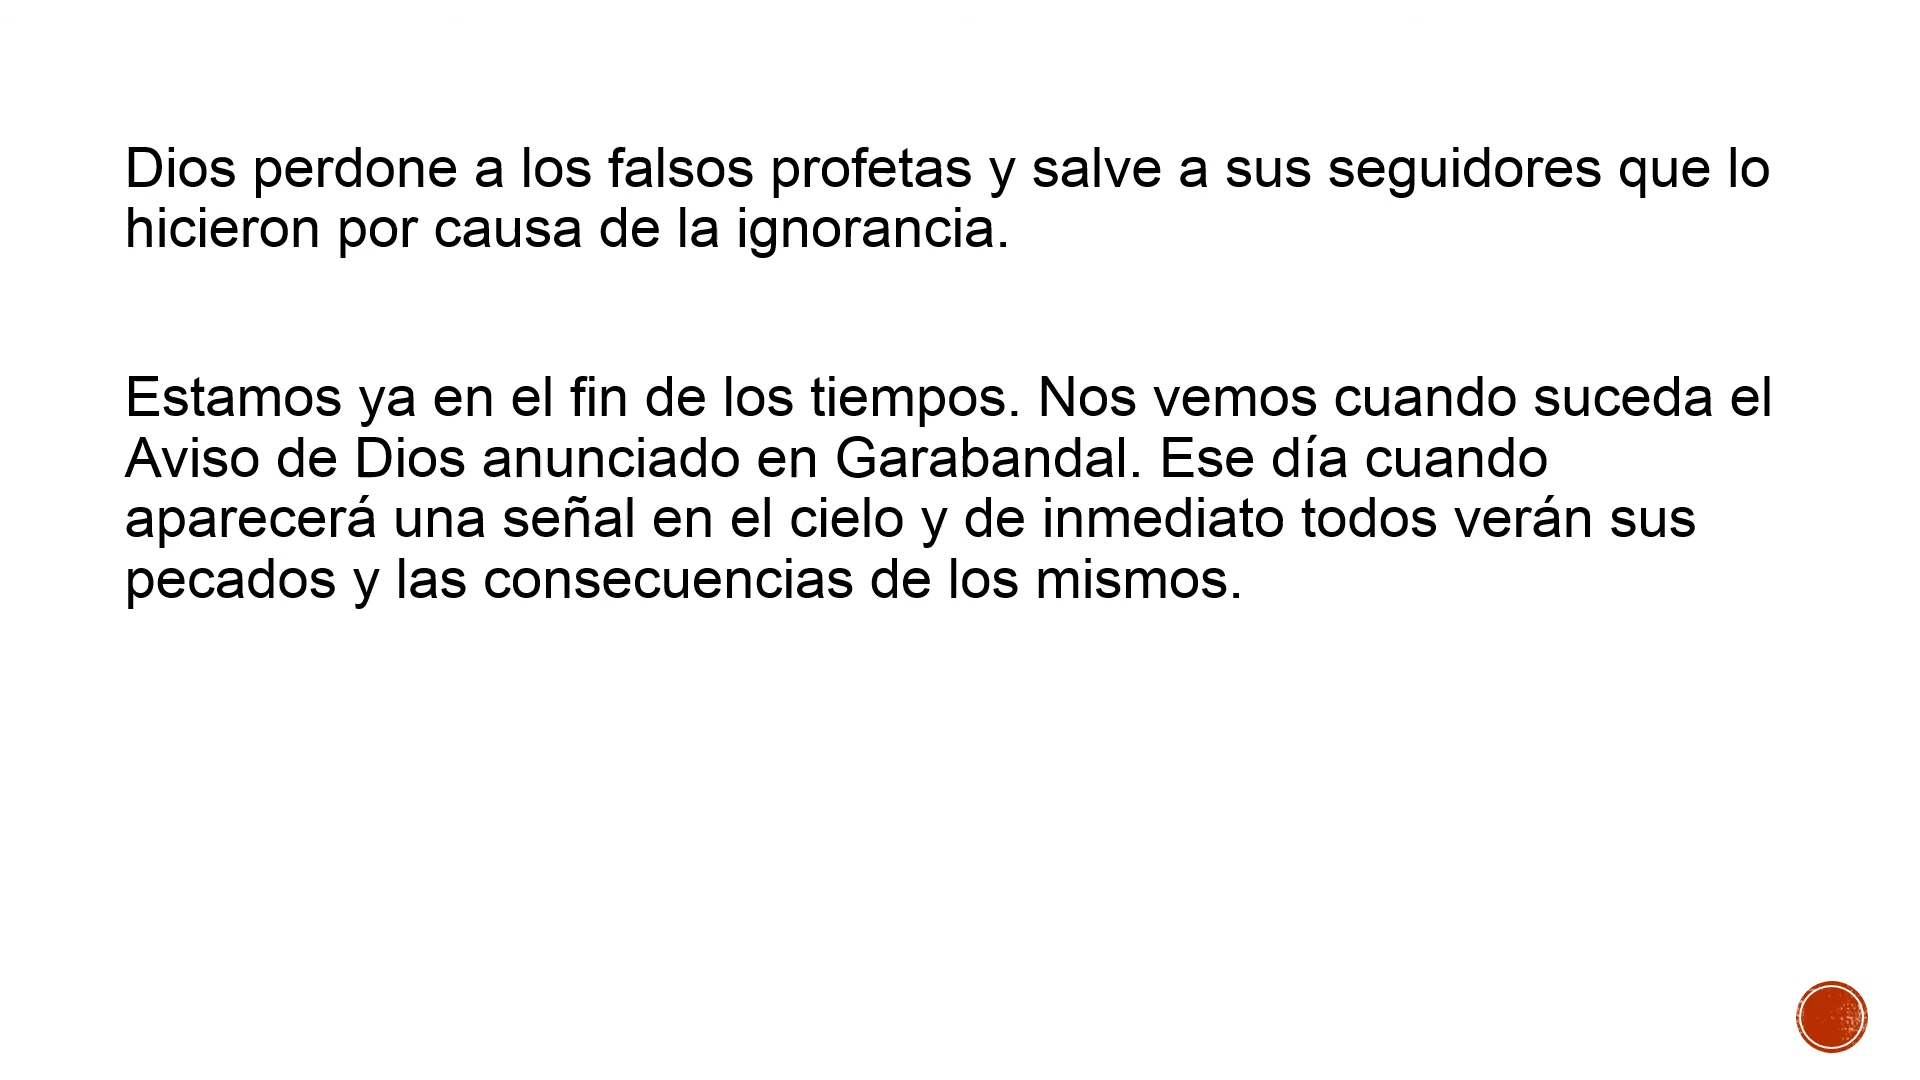 Dios perdone a los falsos profetas y salve a sus seguidores que lo
hicieron por causa de la ignorancia.
Estamos ya en el fin de los tiempos. Nos vemos cuando suceda el
Aviso de Dios anunciado en Garabandal. Ese día cuando
aparecerá una señal en el cielo y de inmediato todos verán sus
pecados y las consecuencias de los mismos.